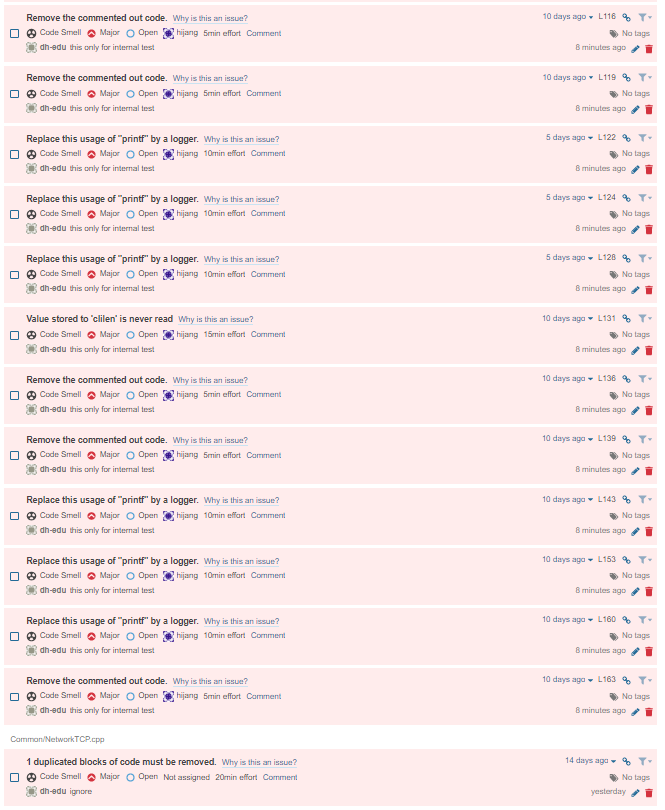 Remove the commented out code. Why is this an issue? 10 days ago L116
Code Smell Major Open hijang 5min effort Comment No tags
dh-edu this only for internal test 8 minutes ago
Remove the commented out code. Why is this an issue? 10 days ago L119
Code Smell Major Open hijang 5min effort Comment No tags
dh-edu this only for internal test 8 minutes ago
Replace this usage of "printf" by a logger. Why is this an issue? 5 days ago L122
Code Smell Major Open hijang 10min effort Comment No tags
dh-edu this only for internal test 8 minutes ago
Replace this usage of "printf" by a logger. Why is this an issue? 5 days ago L124
Code Smell Major Open hijang 10min effort Comment No tags
dh-edu this only for internal test 8 minutes ago
Replace this usage of "printf" by a logger. Why is this an issue? 5 days ago L128
Code Smell Major Open hijang 10min effort Comment No tags
dh-edu this only for internal test 8 minutes ago
Value stored to 'clilen' is never read Why is this an issue? 10 days ago L131
Code Smell Major Open hijang 15min effort Comment No tags
dh-edu this only for internal test 8 minutes ago
Remove the commented out code. Why is this an issue? 10 days ago L136
Code Smell Major Open hijang 5min effort Comment No tags
dh-edu this only for internal test 8 minutes ago
Remove the commented out code. Why is this an issue? 10 days ago L139
Code Smell Major Open hijang 5min effort Comment No tags
dh-edu this only for internal test 8 minutes ago
Replace this usage of "printf" by a logger. Why is this an issue? 10 days ago L143
Code Smell Major Open hijang 10min effort Comment No tags
dh-edu this only for internal test 8 minutes ago
Replace this usage of "printf" by a logger. Why is this an issue? 10 days ago L153
Code Smell Major Open hijang 10min effort Comment No tags
dh-edu this only for internal test 8 minutes ago
Replace this usage of "printf" by a logger. Why is this an issue? 10 days ago L160
Code Smell Major Open hijang 10min effort Comment No tags
dh-edu this only for internal test 8 minutes ago
Remove the commented out code. Why is this an issue? 10 days ago L163
Code Smell Major Open hijang 5min effort Comment No tags
dh-edu this only for internal test 8 minutes ago
Common/NetworkTCP.cpp
1 duplicated blocks of code must be removed. Why is this an issue? 14 days ago
Code Smell Major Open Not assigned 20min effort Comment No tags
dh-edu ignore yesterday